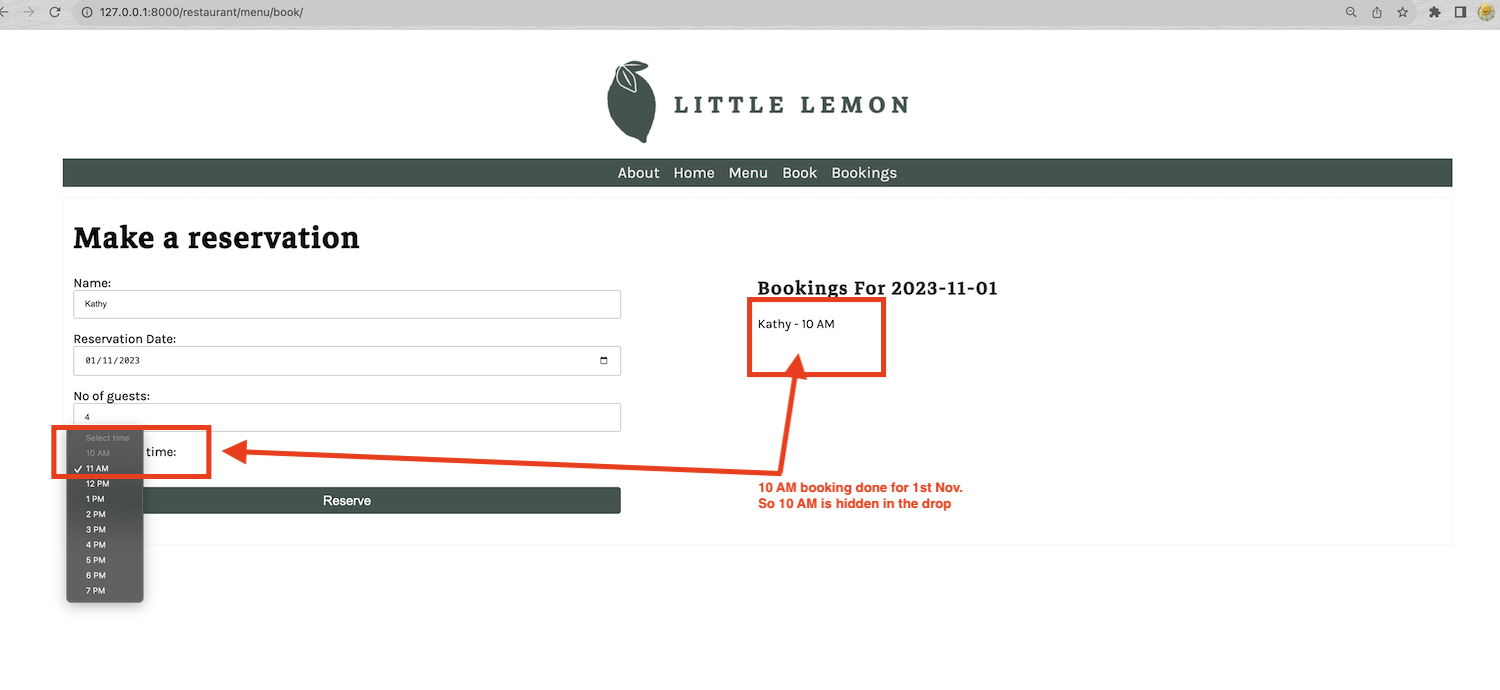 127.0.0.1:8000/restaurant/menu/book/
LITTLE LEMON
About Home Menu Book Bookings
Make a reservation
Name:
Kathy
Reservation Date:
01/11/2023
No of guests:
4
Select time
10 AM
time:
✓ 11 AM
12 PM
1 PM
2 PM
3 PM
4 PM
5 PM
6 PM
7 PM
Reserve
Bookings For 2023-11-01
Kathy - 10 AM
10 AM booking done for 1st Nov.
So 10 AM is hidden in the drop